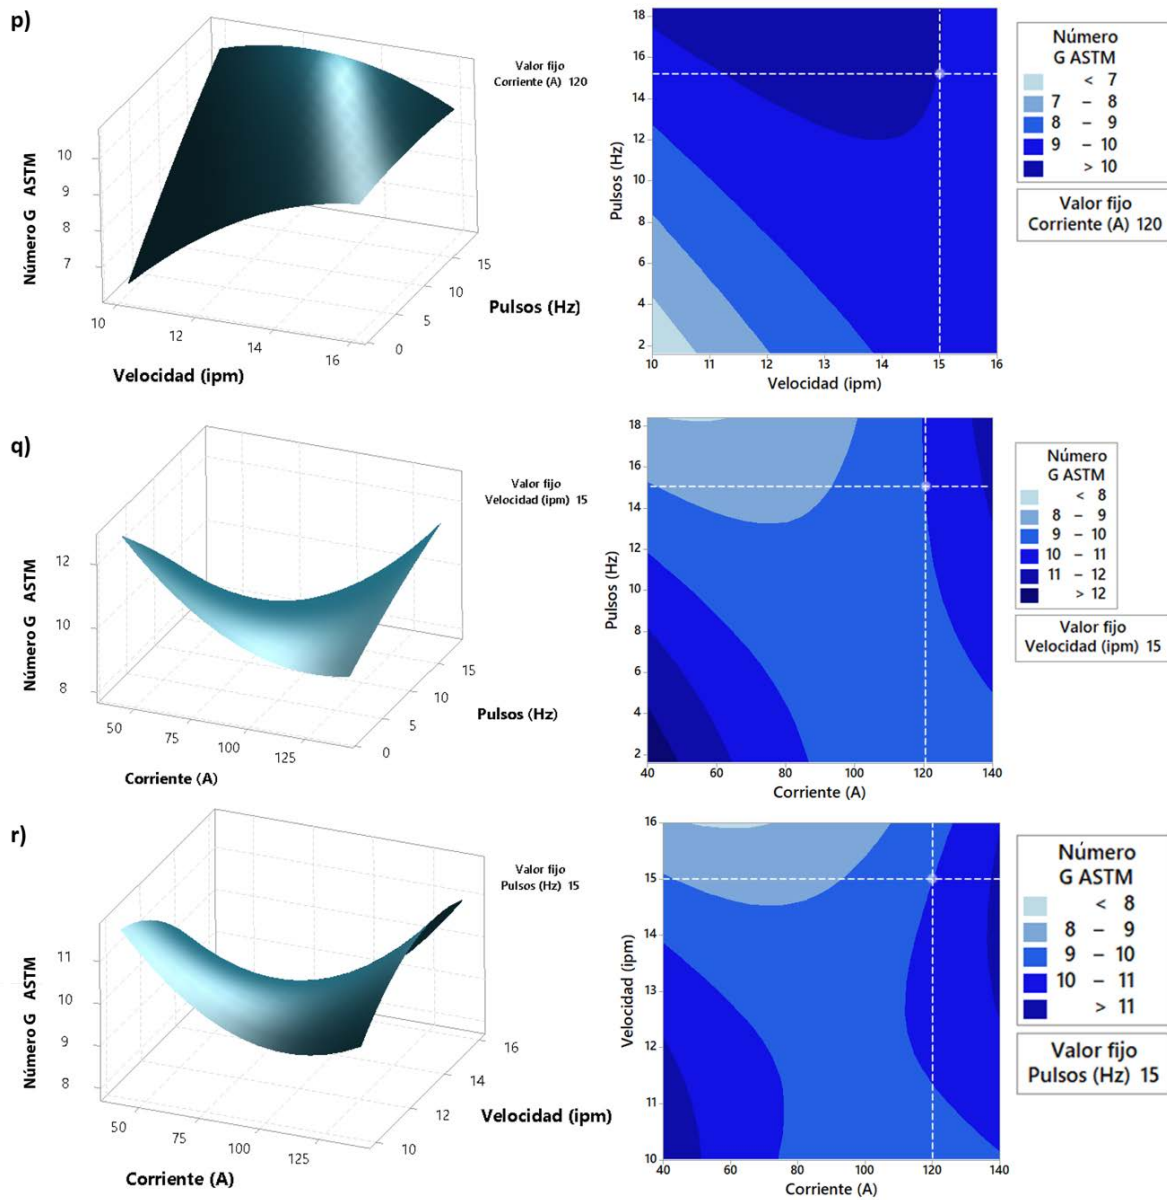 p)
Valor fijo
Corriente (A) 120
Número G ASTM
10
9
8
7
10
12
14
16
Velocidad (ipm)
0
5
10
15
Pulsos (Hz)
18
16
14
12
10
8
6
4
2
Pulsos (Hz)
10 11 12 13 14 15 16
Velocidad (ipm)
Número
G ASTM
< 7
7 – 8
8 – 9
9 – 10
> 10
Valor fijo
Corriente (A) 120
q)
Valor fijo
Velocidad (ipm) 15
Número G ASTM
12
10
8
50
75
100
125
Corriente (A)
0
5
10
15
Pulsos (Hz)
18
16
14
12
10
8
6
4
2
Pulsos (Hz)
40 60 80 100 120 140
Corriente (A)
Número
G ASTM
< 8
8 – 9
9 – 10
10 – 11
11 – 12
> 12
Valor fijo
Velocidad (ipm) 15
r)
Valor fijo
Pulsos (Hz) 15
Número G ASTM
11
10
9
8
50
75
100
125
Corriente (A)
10
12
14
16
Velocidad (ipm)
16
15
14
13
12
11
10
Velocidad (ipm)
40 60 80 100 120 140
Corriente (A)
Número
G ASTM
< 8
8 – 9
9 – 10
10 – 11
> 11
Valor fijo
Pulsos (Hz) 15